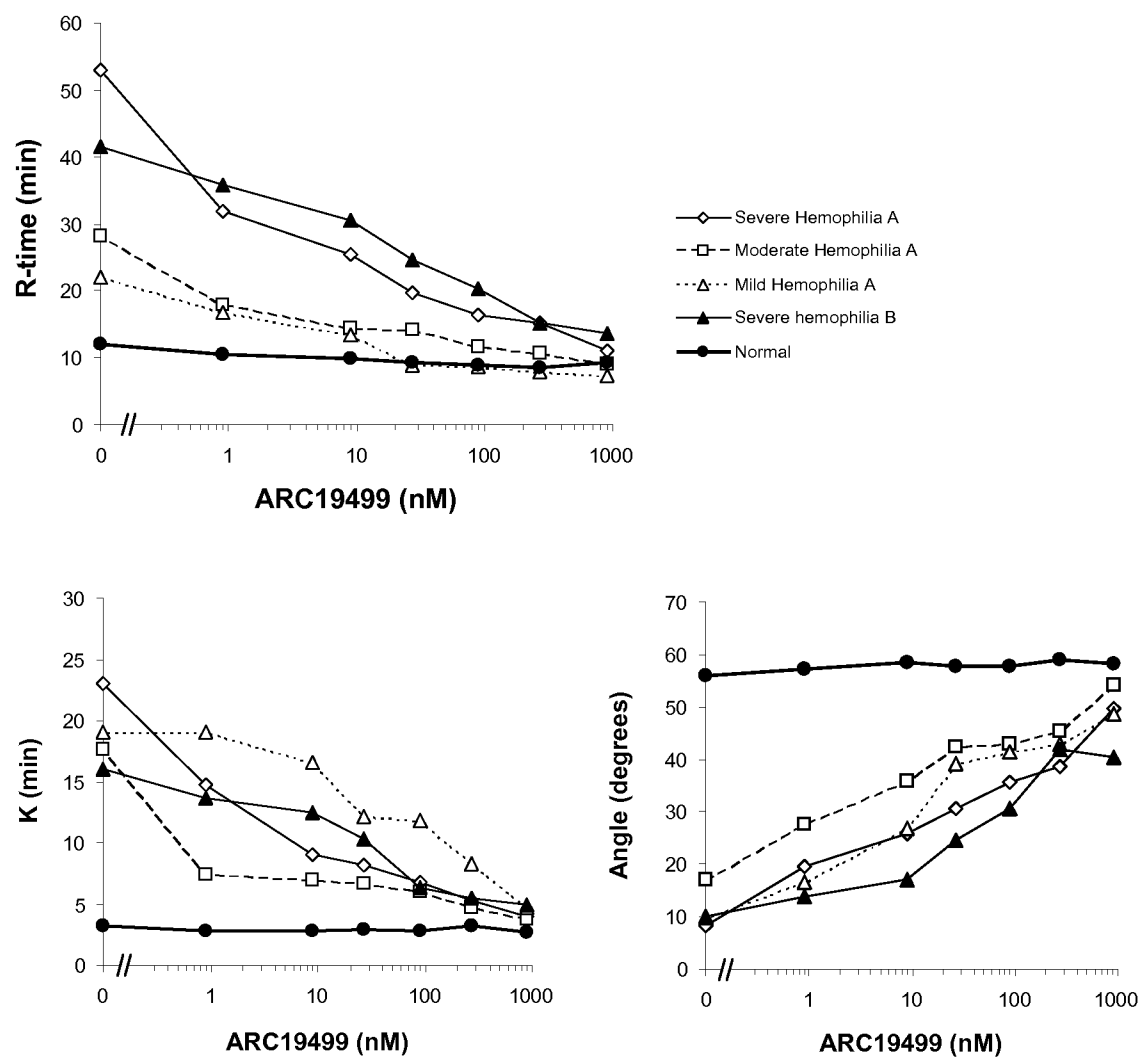 60
50
40
30
20
10
0
R-time (min)
0 1 10 100 1000
ARC19499 (nM)
Severe Hemophilia A
Moderate Hemophilia A
Mild Hemophilia A
Severe hemophilia B
Normal
30
25
20
15
10
5
0
K (min)
0 1 10 100 1000
ARC19499 (nM)
70
60
50
40
30
20
10
0
Angle (degrees)
0 1 10 100 1000
ARC19499 (nM)